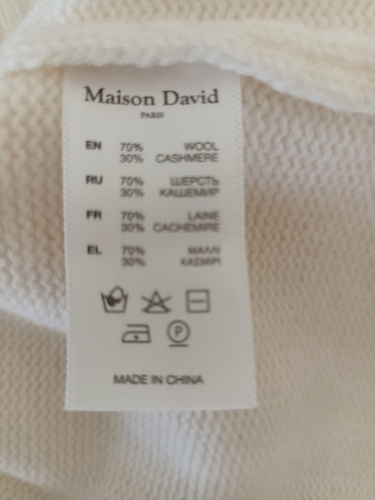 Maison David
PARIS
EN 70% WOOL
30% CASHMERE
RU 70% ШЕРСТЬ
30% КАШЕМИР
FR 70% LAINE
30% CACHEMIRE
EL 70%
30% ΚΑΣΜΙΡΙ
P
MADE IN CHINA